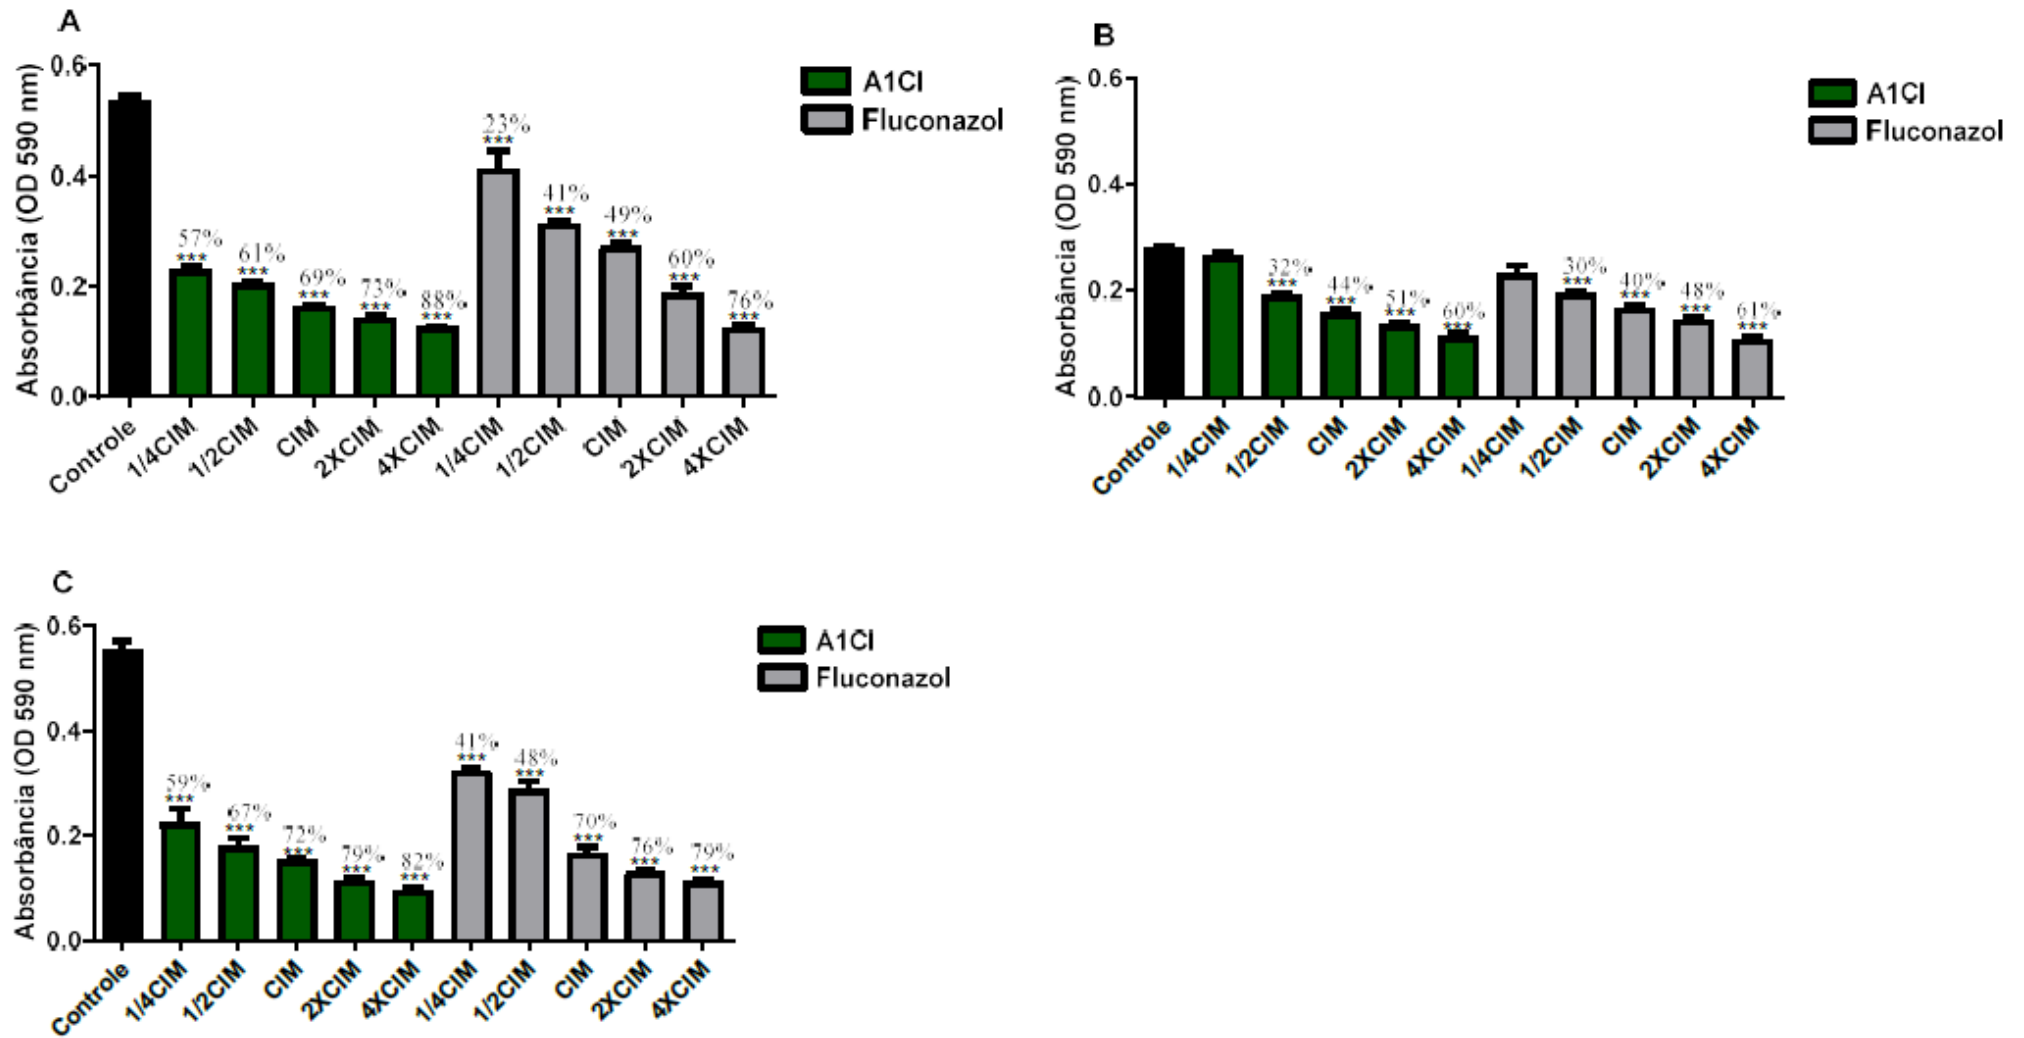 A
Absorbância (OD 590 nm)
0.6
0.4
0.2
0.0
57%
***
61%
***
69%
***
73%
***
88%
***
23%
***
41%
***
49%
***
60%
***
76%
***
Controle
1/4CIM
1/2CIM
CIM
2XCIM
4XCIM
1/4CIM
1/2CIM
CIM
2XCIM
4XCIM
A1Cl
Fluconazol
B
Absorbância (OD 590 nm)
0.6
0.4
0.2
0.0
32%
***
44%
***
51%
***
60%
***
30%
***
40%
***
48%
***
61%
***
Controle
1/4CIM
1/2CIM
CIM
2XCIM
4XCIM
1/4CIM
1/2CIM
CIM
2XCIM
4XCIM
A1Cl
Fluconazol
C
Absorbância (OD 590 nm)
0.6
0.4
0.2
0.0
59%
***
67%
***
72%
***
79%
***
82%
***
41%
***
48%
***
70%
***
76%
***
79%
***
Controle
1/4CIM
1/2CIM
CIM
2XCIM
4XCIM
1/4CIM
1/2CIM
CIM
2XCIM
4XCIM
A1Cl
Fluconazol